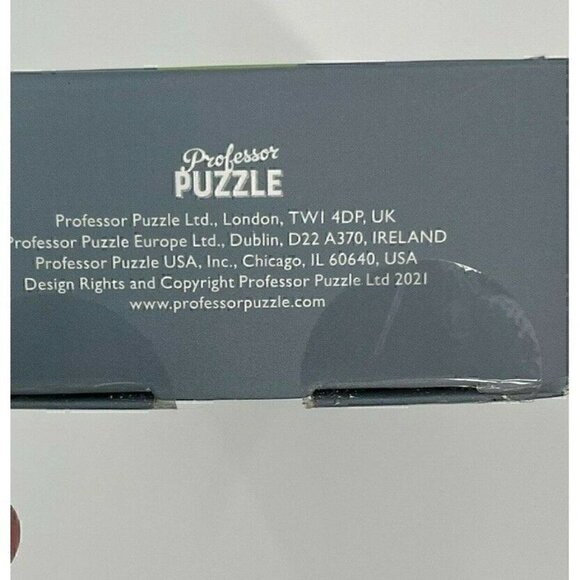 Professor
PUZZLE
Professor Puzzle Ltd., London, TW1 4DP, UK
Professor Puzzle Europe Ltd., Dublin, D22 A370, IRELAND
Professor Puzzle USA, Inc., Chicago, IL 60640, USA
Design Rights and Copyright Professor Puzzle Ltd 2021
www.professorpuzzle.com